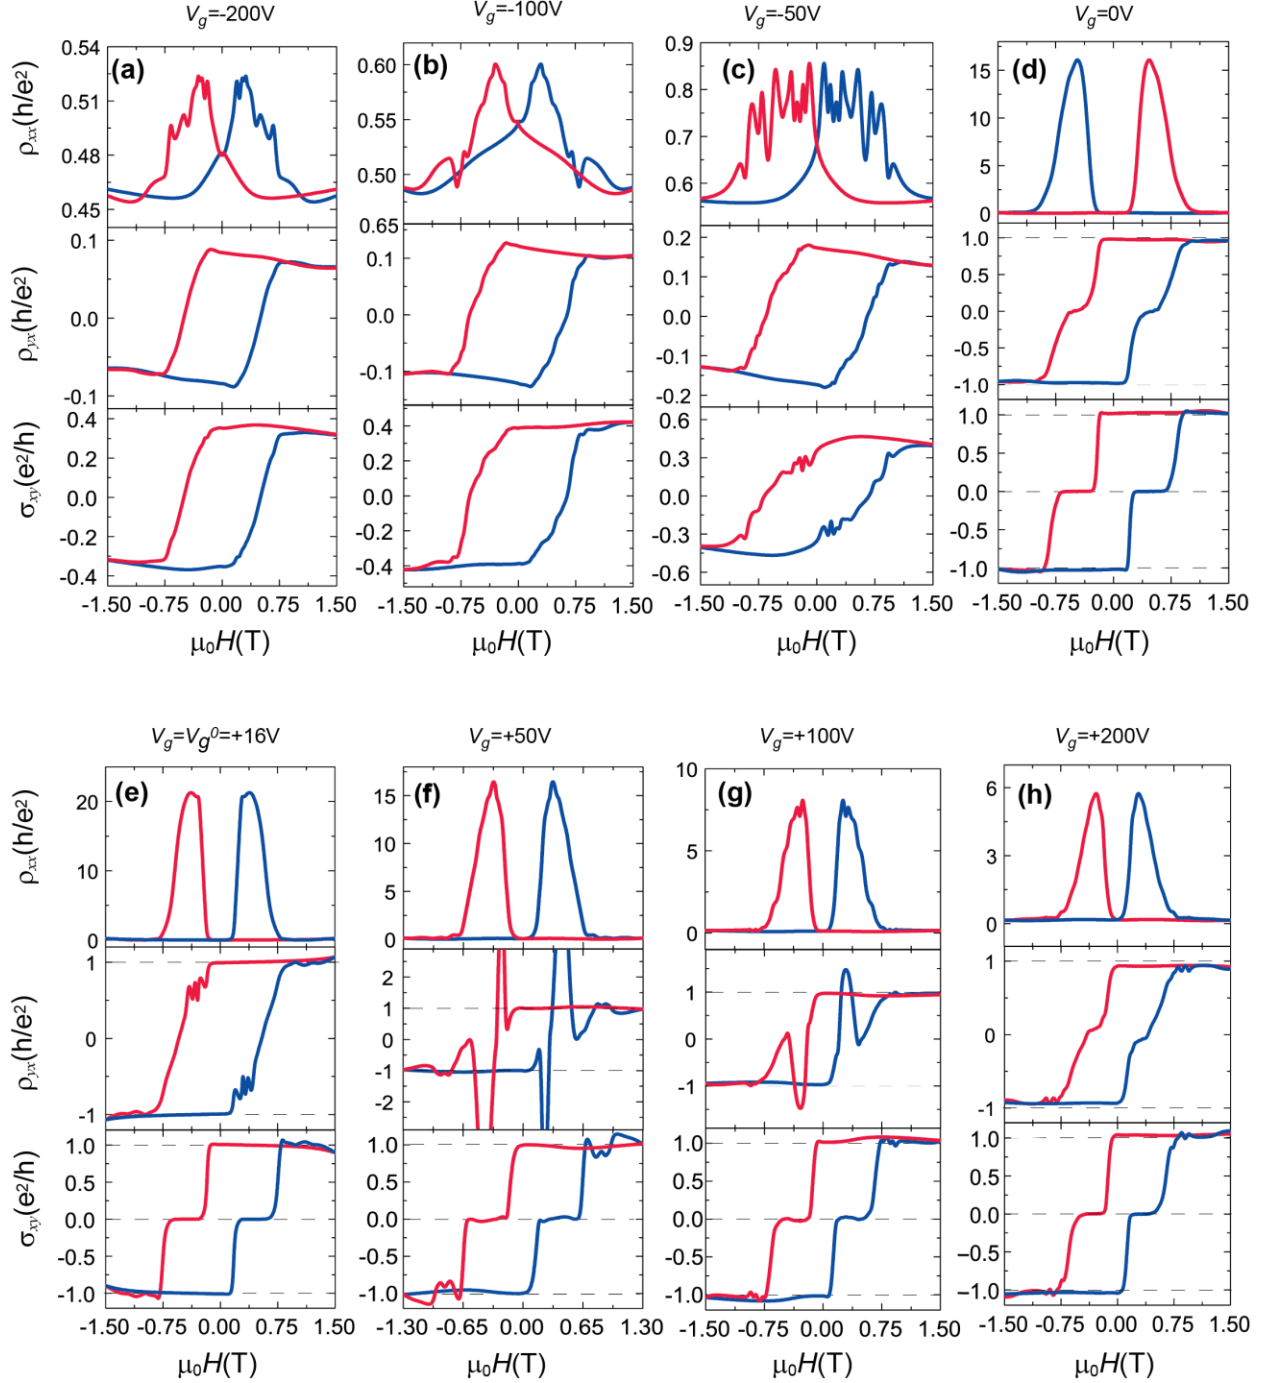 Vg=-200V
Vg=-100V
Vg=-50V
Vg=0V
(a)
(b)
(c)
(d)
ρxx(h/e²)
0.54
0.51
0.48
0.45
0.60
0.55
0.50
0.65
0.9
0.8
0.7
0.6
15
10
5
0
ρyx(h/e²)
0.1
0.0
-0.1
0.1
0.0
-0.1
0.2
0.1
0.0
-0.1
-0.2
1.0
0.5
0.0
-0.5
-1.0
σxy(e²/h)
0.4
0.2
0.0
-0.2
-0.4
0.4
0.2
0.0
-0.2
-0.4
0.6
0.3
0.0
-0.3
-0.6
1.0
0.5
0.0
-0.5
-1.0
-1.50 -0.75 0.00 0.75 1.50
-1.50 -0.75 0.00 0.75 1.50
-1.50 -0.75 0.00 0.75 1.50
-1.50 -0.75 0.00 0.75 1.50
μ0H(T)
μ0H(T)
μ0H(T)
μ0H(T)
Vg=Vg⁰=+16V
Vg=+50V
Vg=+100V
Vg=+200V
(e)
(f)
(g)
(h)
ρxx(h/e²)
20
10
0
15
10
5
0
10
5
0
6
3
0
ρyx(h/e²)
1
0
-1
2
1
0
-1
-2
1
0
-1
1
0
-1
σxy(e²/h)
1.0
0.5
0.0
-0.5
-1.0
1.0
0.5
0.0
-0.5
-1.0
1.0
0.5
0.0
-0.5
-1.0
1.0
0.5
0.0
−0.5
−1.0
-1.50 -0.75 0.00 0.75 1.50
-1.30 -0.65 0.00 0.65 1.30
-1.50 -0.75 0.00 0.75 1.50
-1.50 -0.75 0.00 0.75 1.50
μ0H(T)
μ0H(T)
μ0H(T)
μ0H(T)